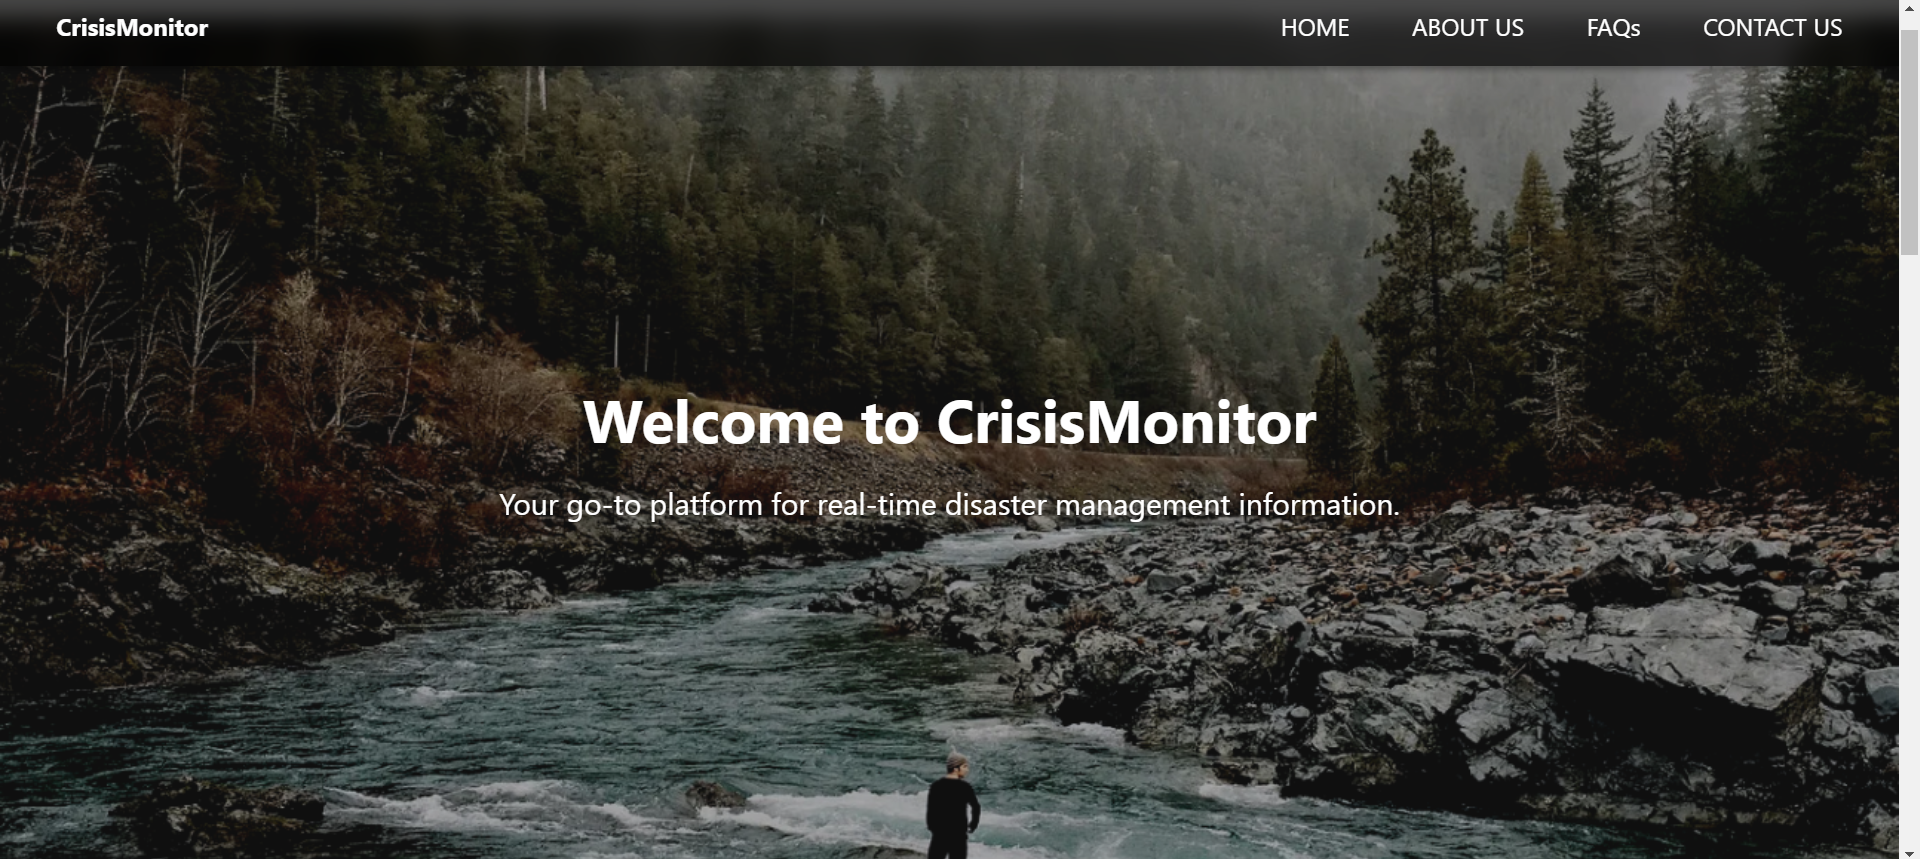 CrisisMonitor
HOME
ABOUT US
FAQs
CONTACT US
Welcome to CrisisMonitor
Your go-to platform for real-time disaster management information.